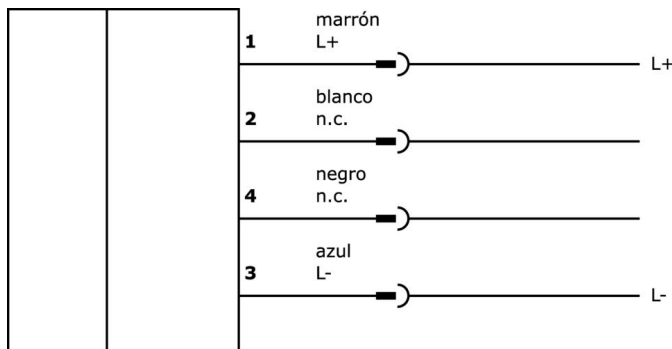 marrón
1 L+
L+
blanco
2 n.c.
negro
4 n.c.
azul
3 L-
L-